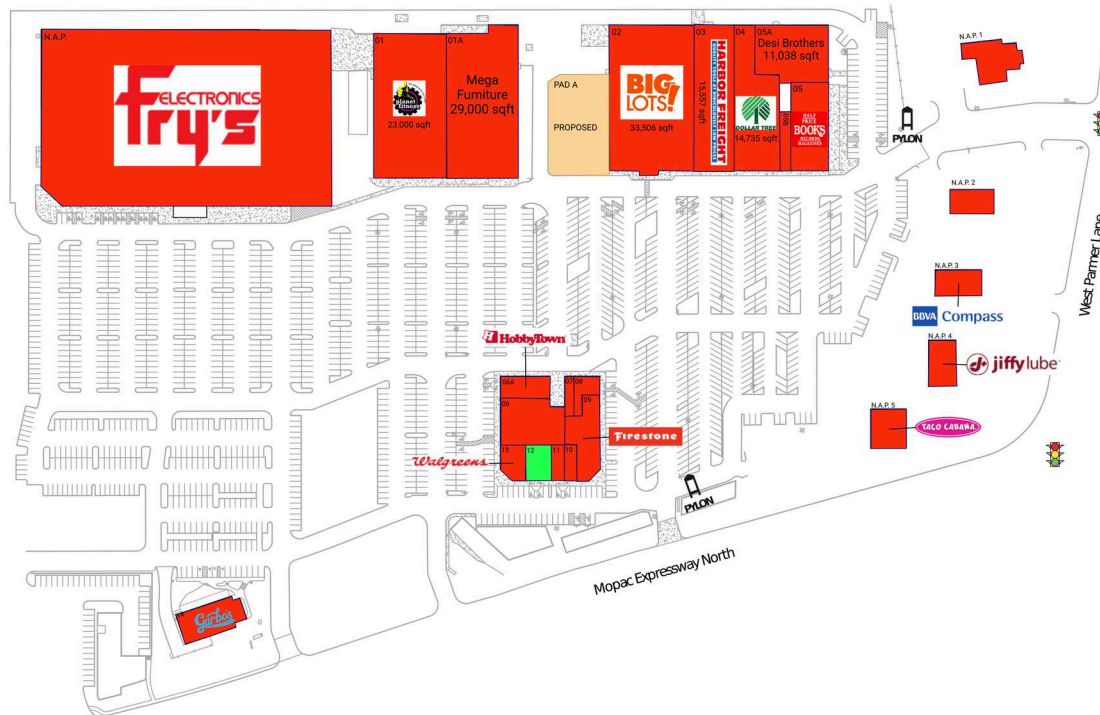 N.A.P.
Fry's
ELECTRONICS
01
planet fitness
23,000 sqft
01A
Mega
Furniture
29,000 sqft
PAD A
PROPOSED
02
BIG
LOTS!
33,506 sqft
03
HARBOR FREIGHT
15,557 sqft
04
DOLLAR TREE
14,735 sqft
05A
Desi Brothers
11,038 sqft
05
HALF
PRICE
BOOKS
RECORDS
MAGAZINES
N.A.P. 1
PYLON
N.A.P. 2
N.A.P. 3
BBVA Compass
N.A.P. 4
jiffylube
N.A.P. 5
TACO CABANA
West Parmer Lane
HobbyTown
06A
07
08
09
06
Firestone
Walgreens
13
12
11
10
PYLON
Mopac Expressway North
Garbo's